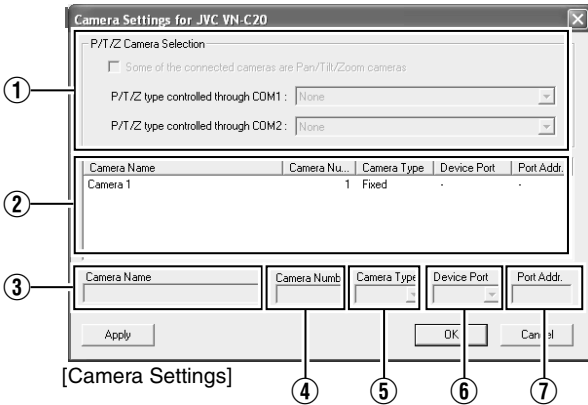 Camera Settings for JVC VN-C20
P/T/Z Camera Selection
Some of the connected cameras are Pan/Tilt/Zoom cameras
P/T/Z type controlled through COM1 : None
P/T/Z type controlled through COM2 : None
①
Camera Name Camera Nu... Camera Type Device Port Port Addr.
Camera 1 1 Fixed - -
②
Camera Name Camera Numb Camera Type Device Port Port Addr.
③
Apply OK Cancel
[Camera Settings]
④ ⑤ ⑥ ⑦